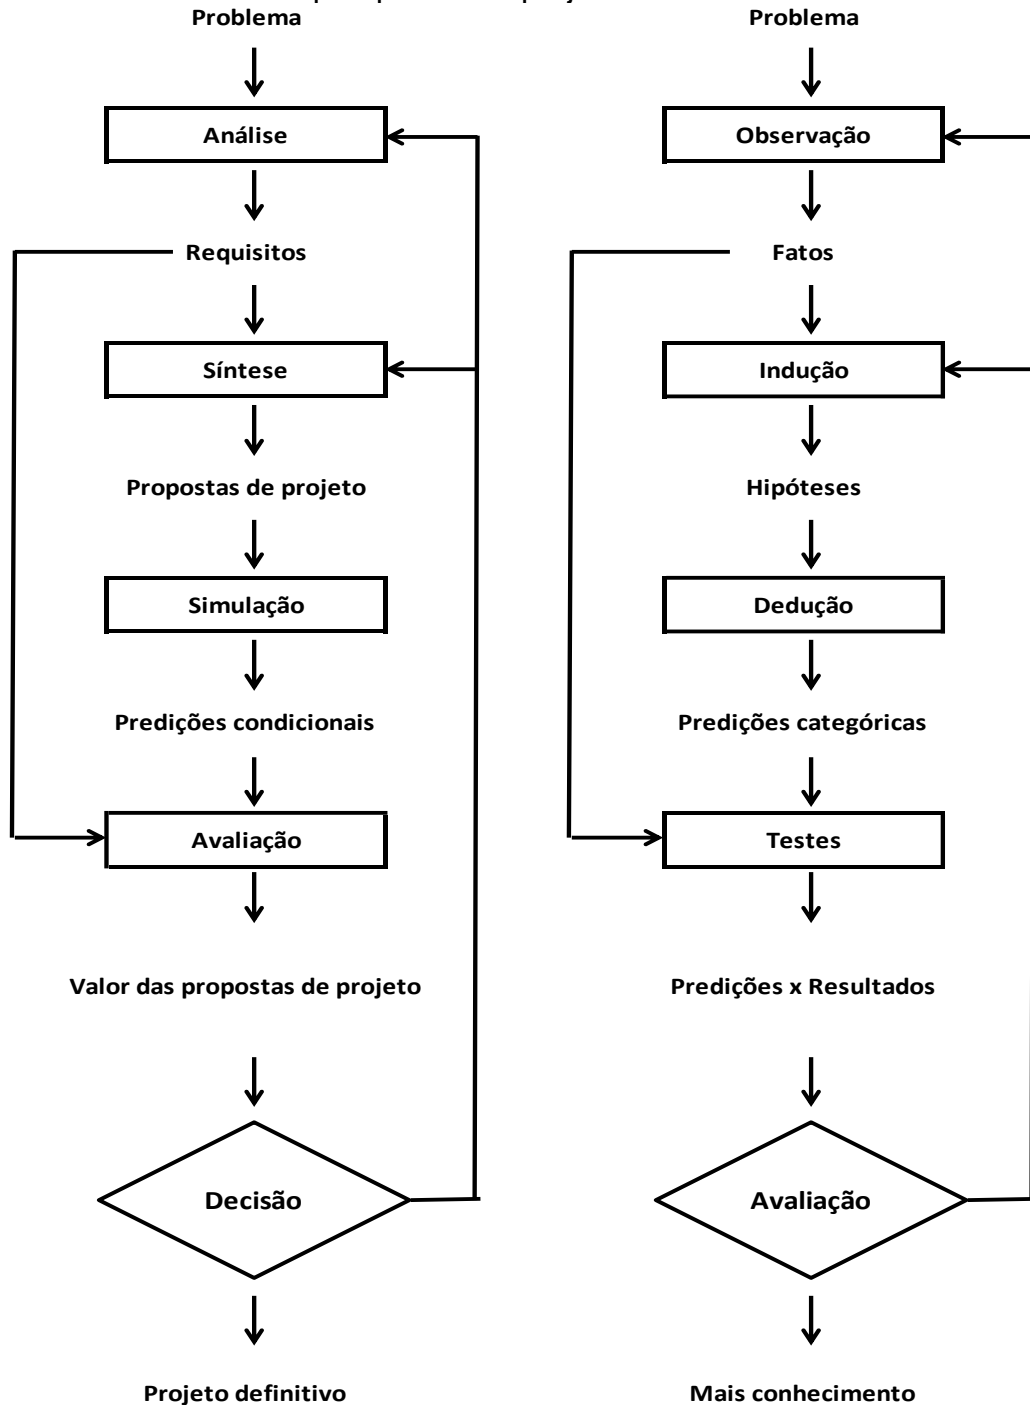 Problema
Análise
Requisitos
Síntese
Propostas de projeto
Simulação
Predições condicionais
Avaliação
Valor das propostas de projeto
Decisão
Projeto definitivo
Problema
Observação
Fatos
Indução
Hipóteses
Dedução
Predições categóricas
Testes
Predições x Resultados
Avaliação
Mais conhecimento